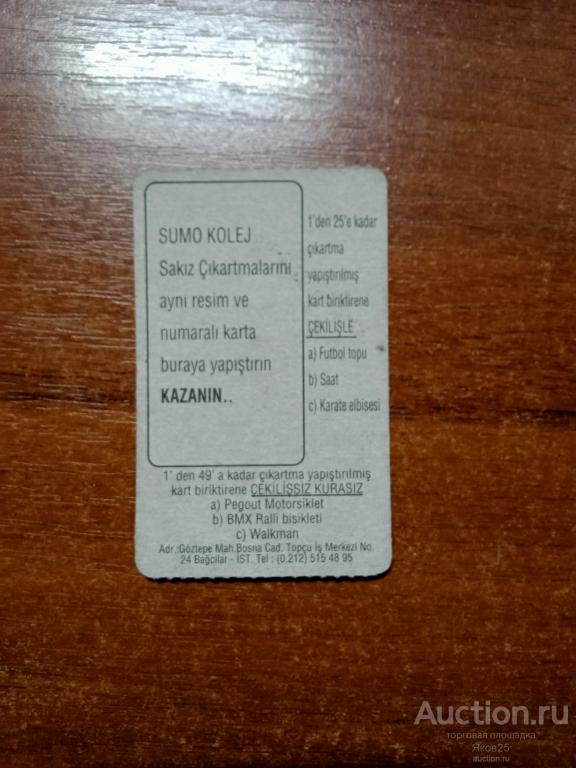 SUMO KOLEJ
Sakız Çıkartmalarını
aynı resim ve
numaralı karta
buraya yapıştırın
KAZANIN..
1'den 25'e kadar
çıkartma
yapıştırılmış
kart biriktirene
ÇEKİLİŞLE
a) Futbol topu
b) Saat
c) Karate elbisesi
1' den 49' a kadar çıkartma yapıştırılmış
kart biriktirene ÇEKİLİŞSİZ KURASIZ
a) Pegout Motorsiklet
b) BMX Ralli bisikleti
c) Walkman
Adr.:Göztepe Mah.Bosna Cad. Topçu İş Merkezi No.
24 Bağcılar - İST. Tel : (0.212) 515 48 95
Auction.ru
торговая площадка
Яков25
auction.ru